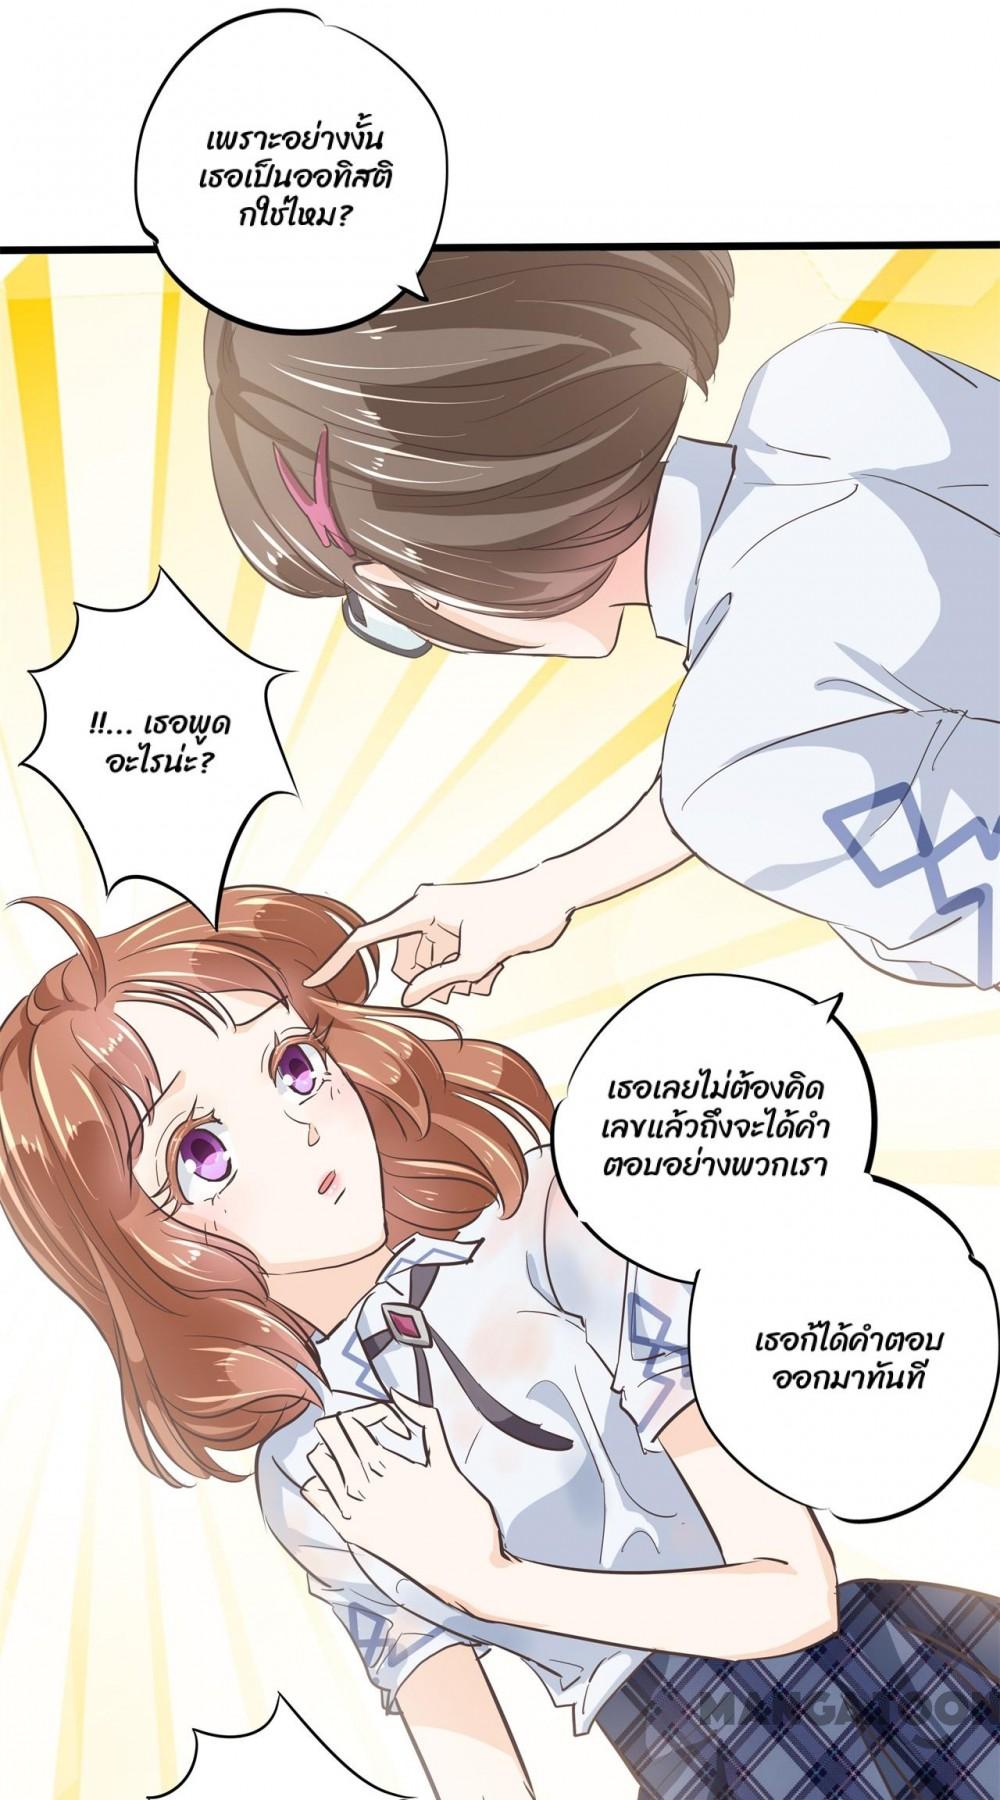 เพราะอย่างงั้น
เธอเป็นออทิสติ
กใช่ไหม?
!!... เธอพูด
อะไรน่ะ?
เธอเลยไม่ต้องคิด
เลขแล้วถึงจะได้คำ
ตอบอย่างพวกเรา
เธอก้ได้คำตอบ
ออกมาทันที
MANGATOON